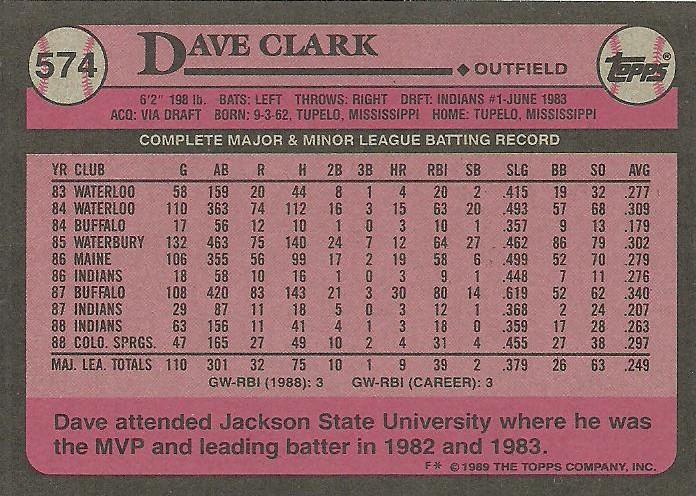 574
DAVE CLARK
◆ OUTFIELD
TOPPS®
6'2" 198 lb. BATS: LEFT THROWS: RIGHT DRFT: INDIANS #1-JUNE 1983
ACQ: VIA DRAFT BORN: 9-3-62, TUPELO, MISSISSIPPI HOME: TUPELO, MISSISSIPPI
COMPLETE MAJOR & MINOR LEAGUE BATTING RECORD
YR CLUB G AB R H 2B 3B HR RBI SB SLG BB SO AVG
83 WATERLOO 58 159 20 44 8 1 4 20 2 .415 19 32 .277
84 WATERLOO 110 363 74 112 16 3 15 63 20 .493 57 68 .309
84 BUFFALO 17 56 12 10 1 0 3 10 1 .357 9 13 .179
85 WATERBURY 132 463 75 140 24 7 12 64 27 .462 86 79 .302
86 MAINE 106 355 56 99 17 2 19 58 6 .499 52 70 .279
86 INDIANS 18 58 10 16 1 0 3 9 1 .448 7 11 .276
87 BUFFALO 108 420 83 143 21 3 30 80 14 .619 52 62 .340
87 INDIANS 29 87 11 18 5 0 3 12 1 .368 2 24 .207
88 INDIANS 63 156 11 41 4 1 3 18 0 .359 17 28 .263
88 COLO. SPRGS. 47 165 27 49 10 2 4 31 4 .455 27 38 .297
MAJ. LEA. TOTALS 110 301 32 75 10 1 9 39 2 .379 26 63 .249
GW-RBI (1988): 3 GW-RBI (CAREER): 3
Dave attended Jackson State University where he was
the MVP and leading batter in 1982 and 1983.
F* © 1989 THE TOPPS COMPANY, INC.